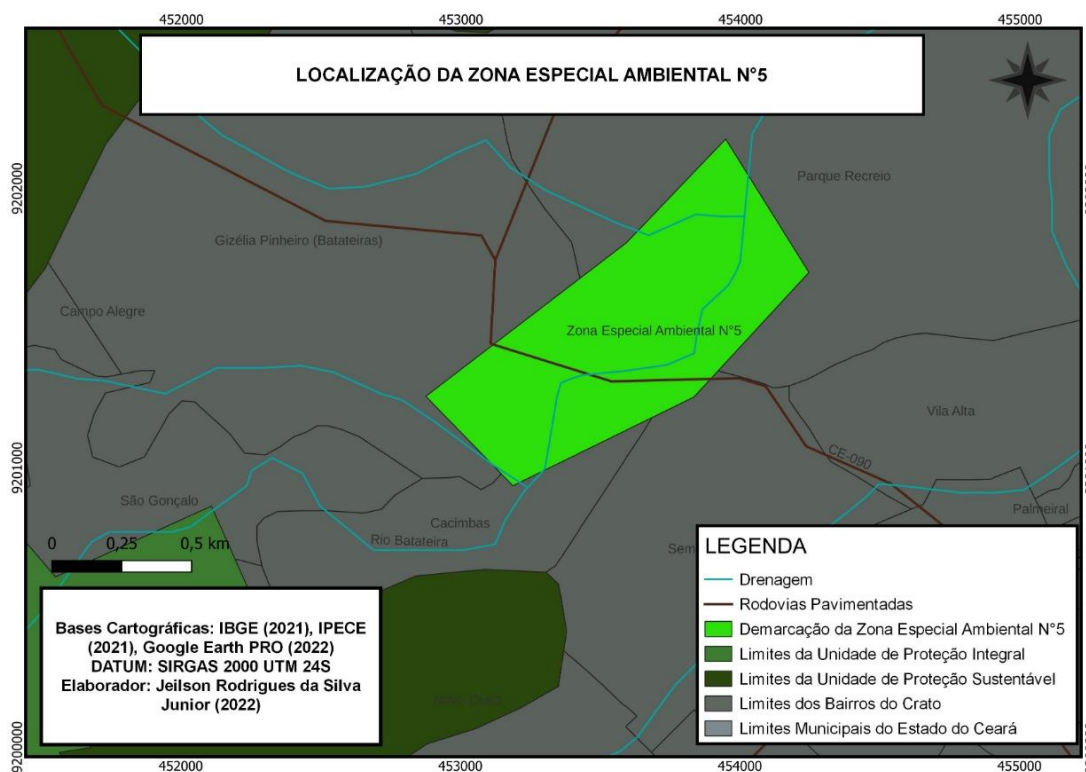 452000 453000 454000 455000
LOCALIZAÇÃO DA ZONA ESPECIAL AMBIENTAL N°5
9202000
Parque Recreio
Gizélia Pinheiro (Batateiras)
Campo Alegre
Zona Especial Ambiental N°5
Vila Alta
9201000
CE-090
São Gonçalo
Palmeiral
Cacimbas
Rio Batateira
0 0,25 0,5 km
LEGENDA
Drenagem
Rodovias Pavimentadas
Demarcação da Zona Especial Ambiental N°5
Limites da Unidade de Proteção Integral
Limites da Unidade de Proteção Sustentável
Limites dos Bairros do Crato
Limites Municipais do Estado do Ceará
Bases Cartográficas: IBGE (2021), IPECE
(2021), Google Earth PRO (2022)
DATUM: SIRGAS 2000 UTM 24S
Elaborador: Jeilson Rodrigues da Silva
Junior (2022)
9200000
452000 453000 454000 455000